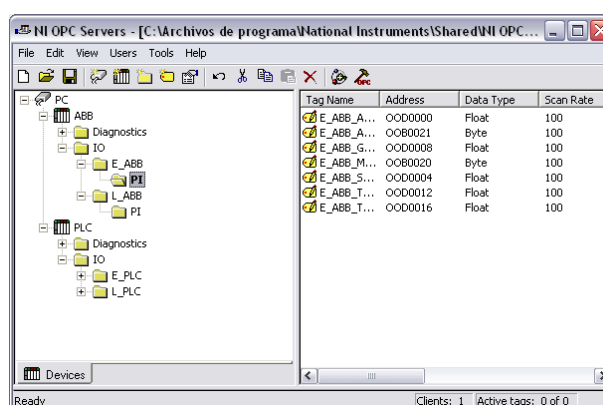 NI OPC Servers - [C:\Archivos de programa\National Instruments\Shared\NI OPC...
File Edit View Users Tools Help
PC
ABB
Diagnostics
IO
E_ABB
PI
L_ABB
PI
PLC
Diagnostics
IO
E_PLC
L_PLC
Devices
Tag Name Address Data Type Scan Rate
E_ABB_A... OOD0000 Float 100
E_ABB_A... OOB0021 Byte 100
E_ABB_G... OOD0008 Float 100
E_ABB_M... OOB0020 Byte 100
E_ABB_S... OOD0004 Float 100
E_ABB_T... OOD0012 Float 100
E_ABB_T... OOD0016 Float 100
Ready Clients: 1 Active tags: 0 of 0